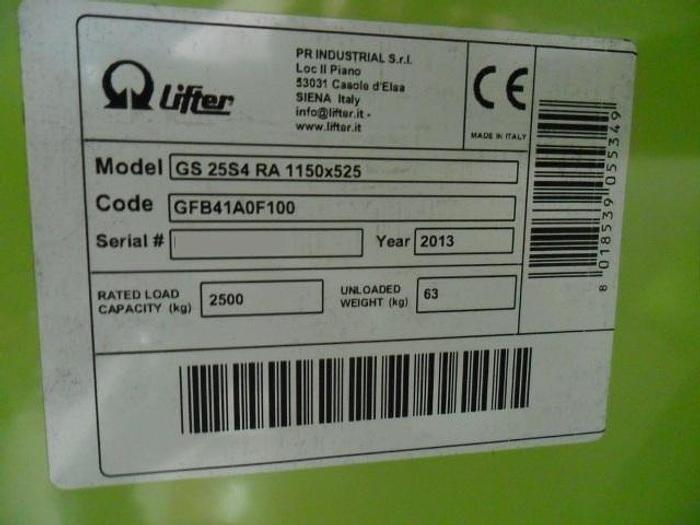 Lifter
PR INDUSTRIAL S.r.l.
Loc Il Piano
53031 Casole d'Elsa
SIENA Italy
info@lifter.it -
www.lifter.it
CE
MADE IN ITALY
Model GS 25S4 RA 1150x525
Code GFB41A0F100
Serial #
Year 2013
RATED LOAD
CAPACITY (kg) 2500
UNLOADED
WEIGHT (kg) 63
8 018539 055349